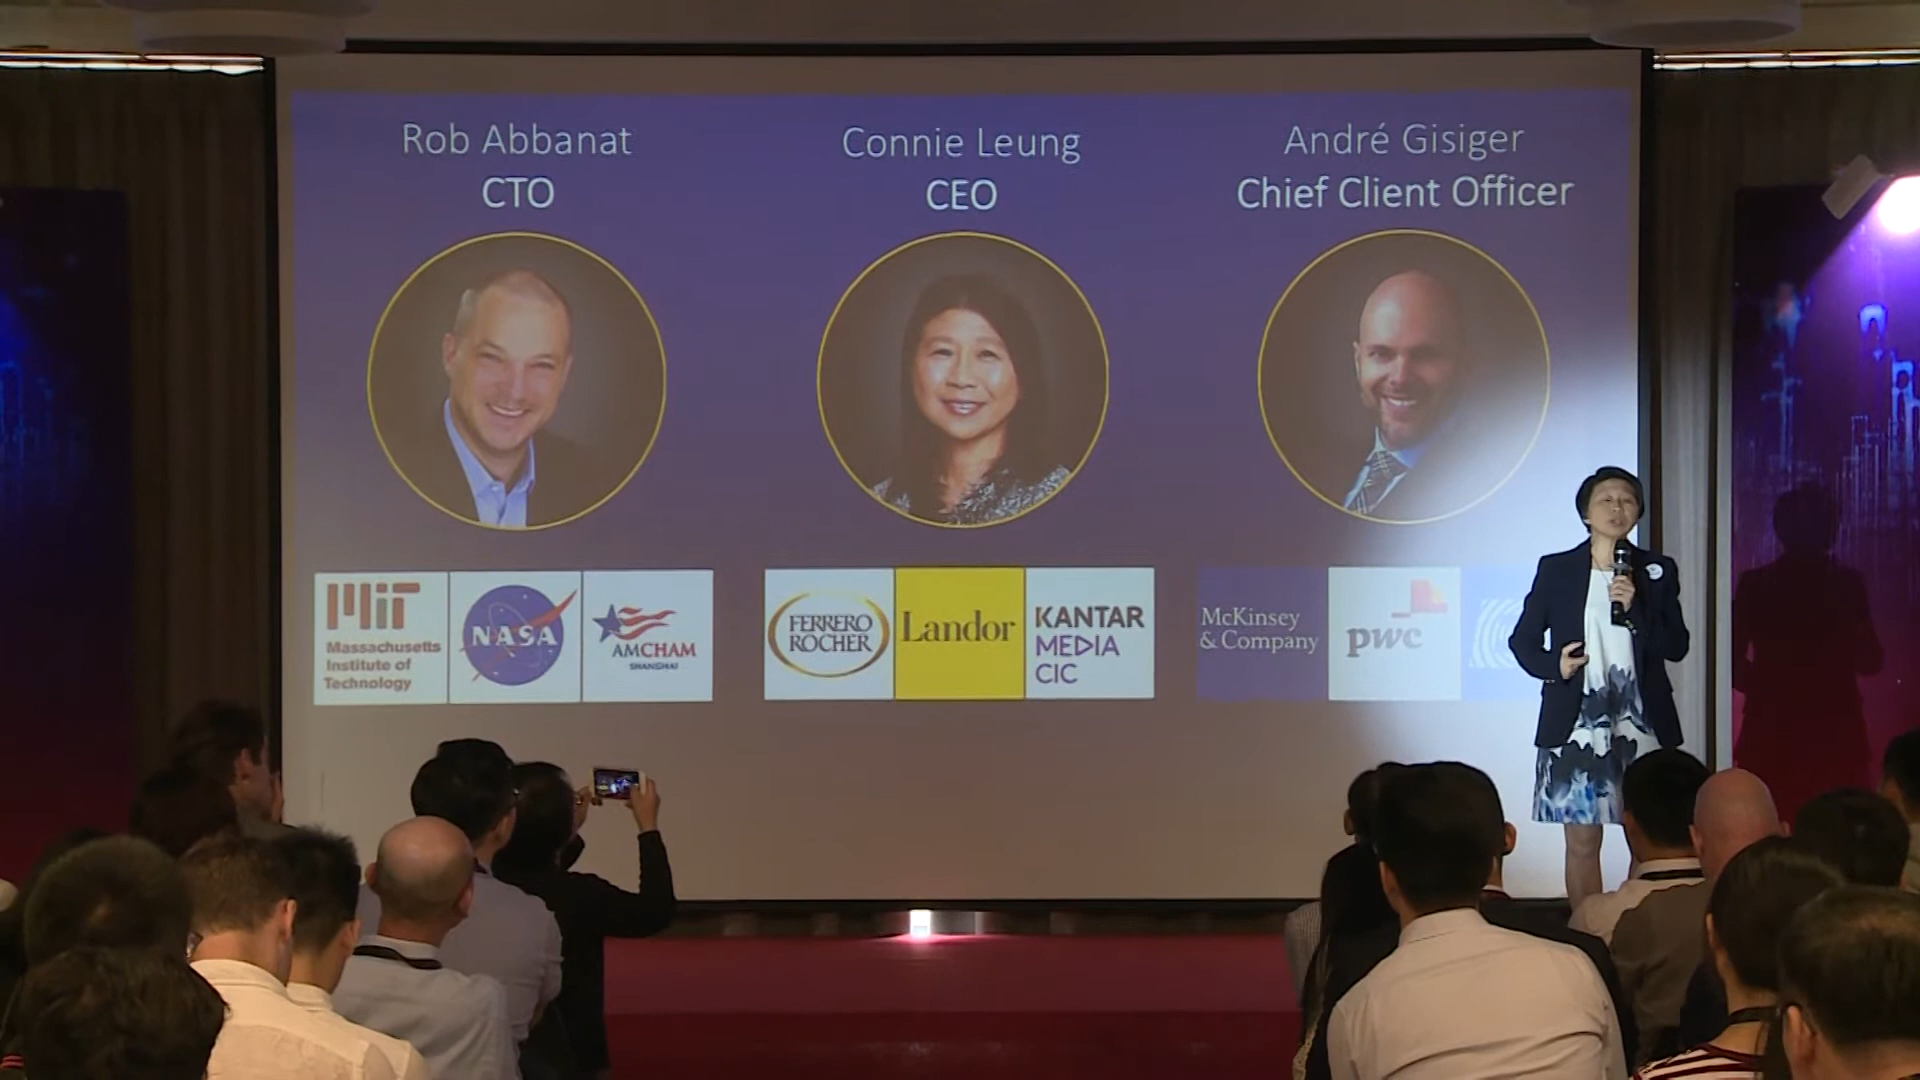 Rob Abbanat
CTO
Connie Leung
CEO
André Gisiger
Chief Client Officer
MiT
Massachusetts
Institute of
Technology
NASA
AMCHAM
SHANGHAI
FERRERO
ROCHER
Landor
KANTAR
MEDIA
CIC
McKinsey
& Company
pwc